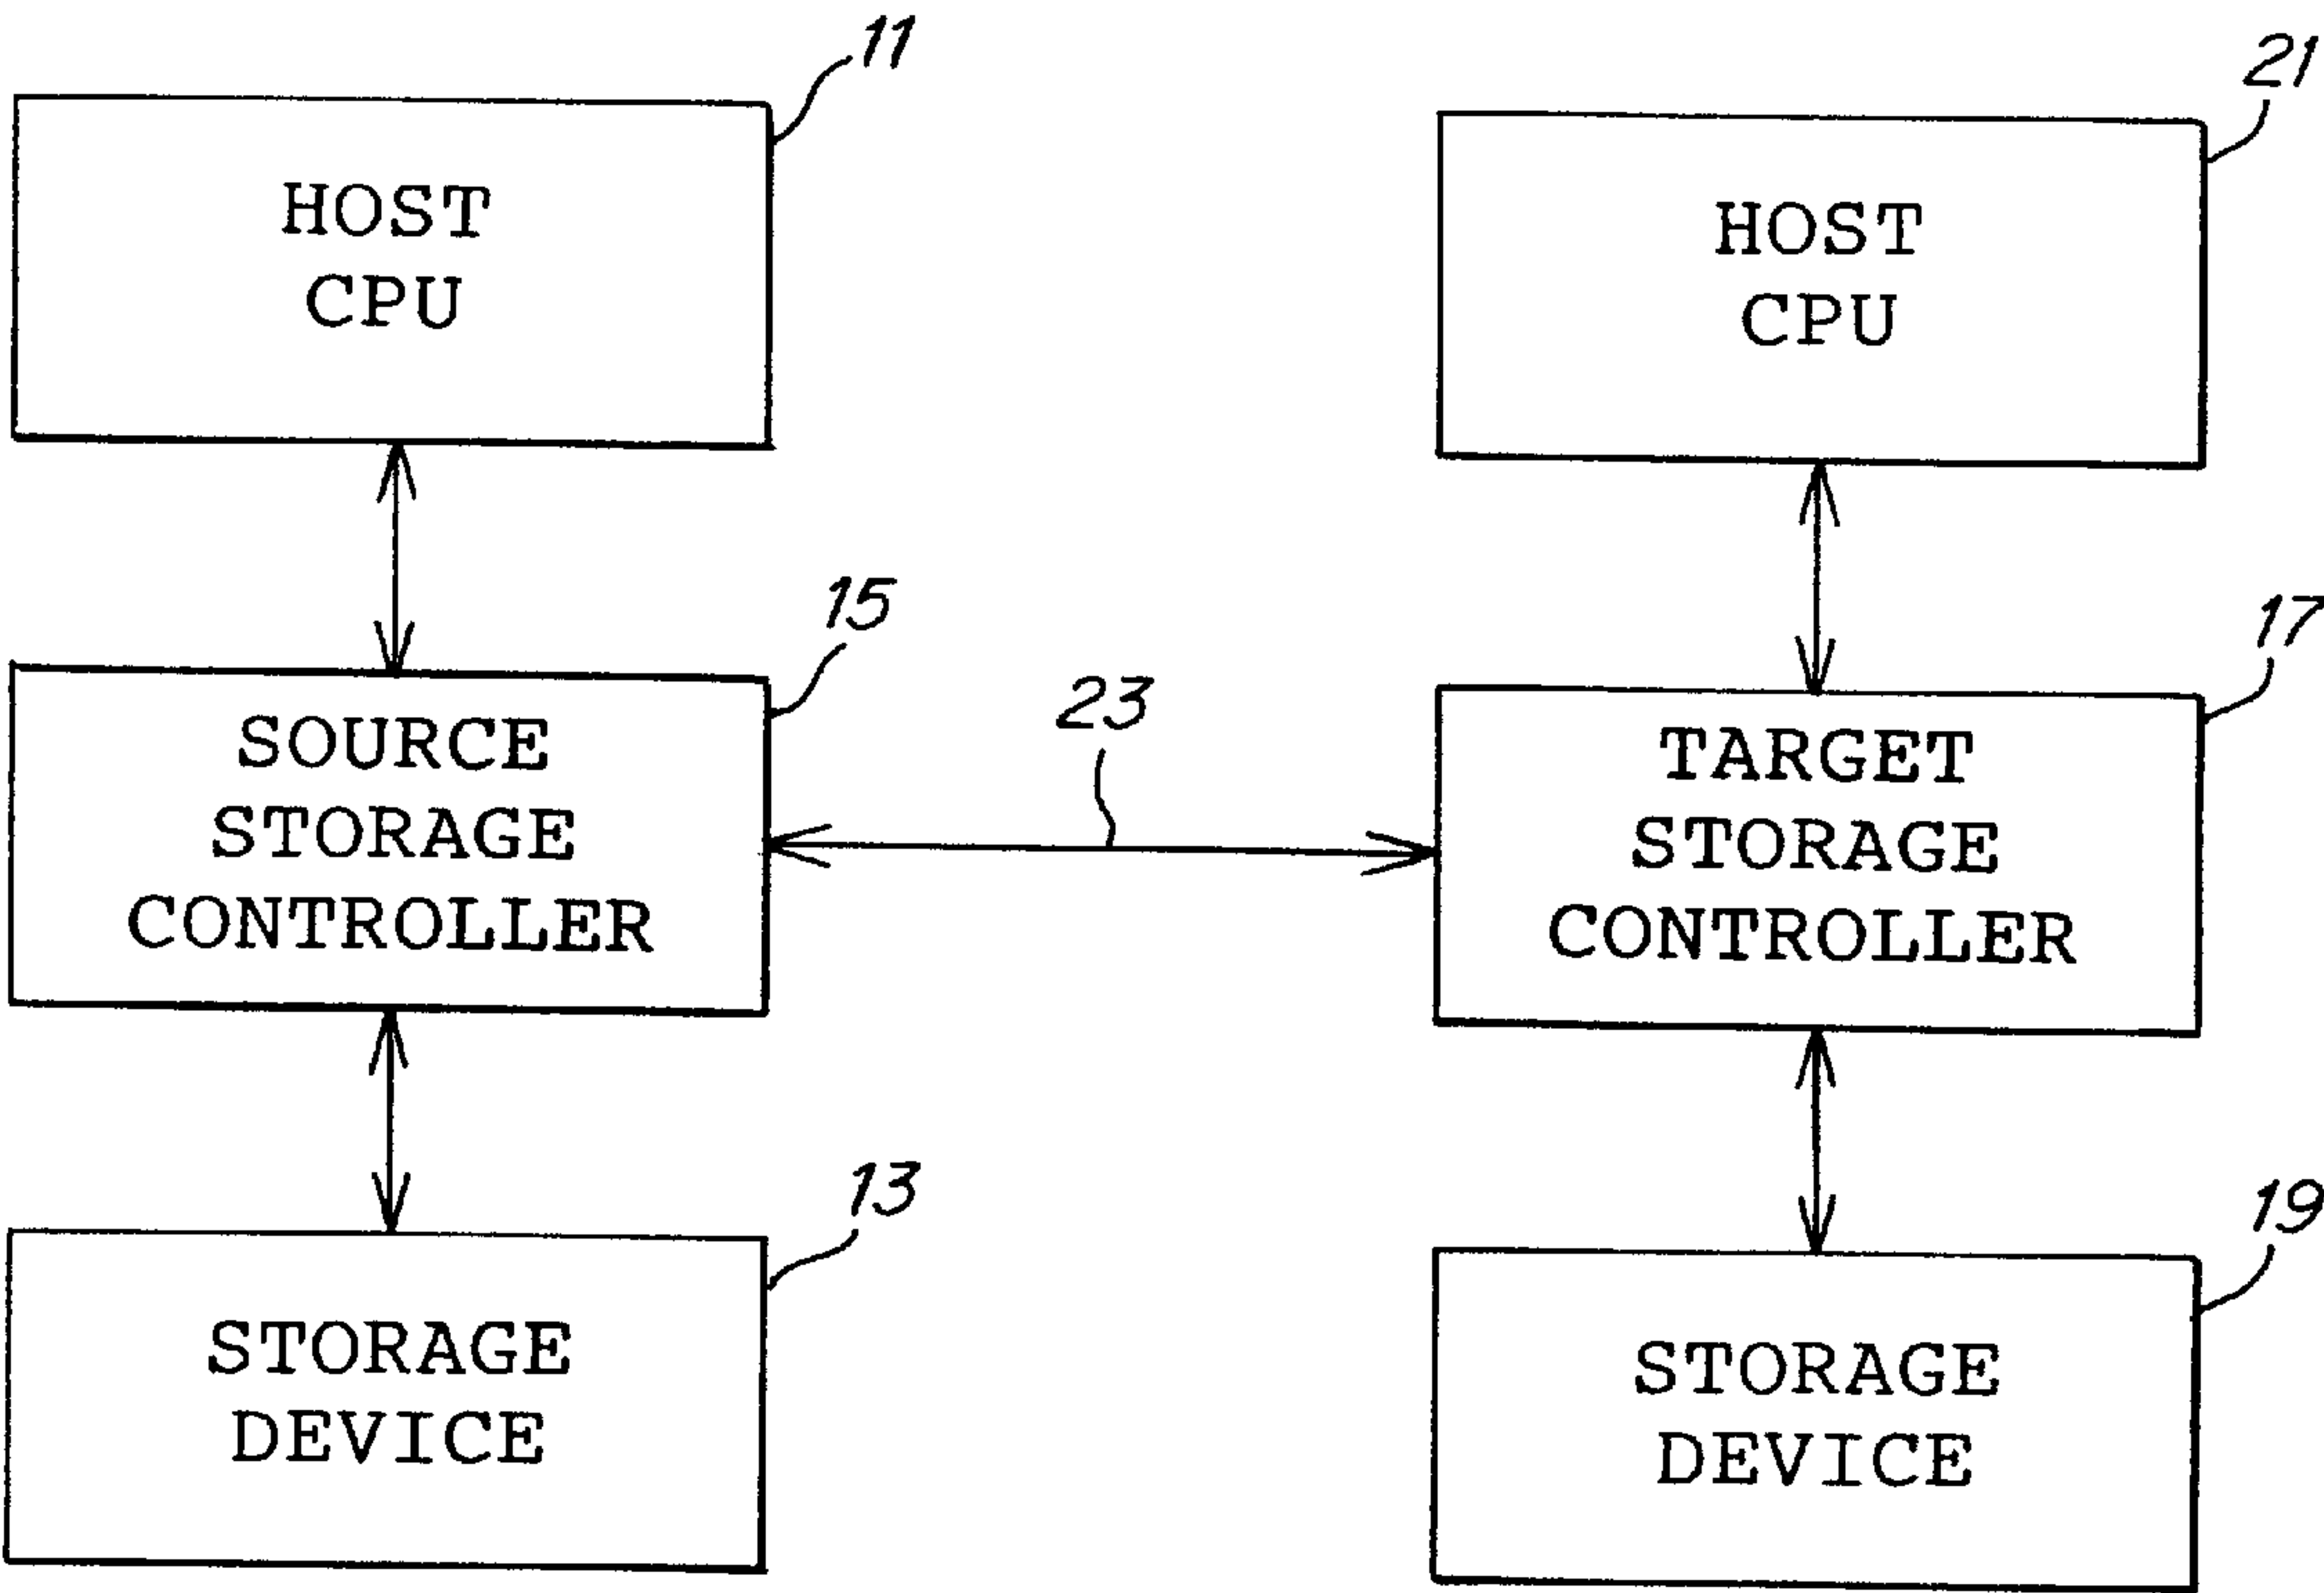 11
HOST
CPU
21
HOST
CPU
15
SOURCE
STORAGE
CONTROLLER
23
17
TARGET
STORAGE
CONTROLLER
13
STORAGE
DEVICE
19
STORAGE
DEVICE